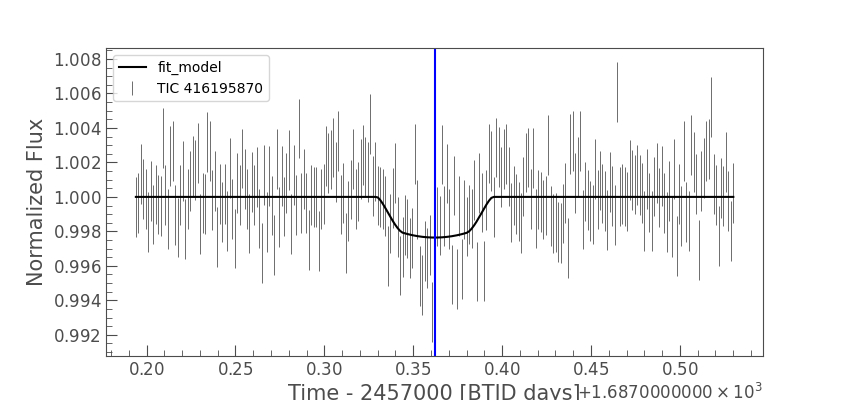 1.008
1.006
1.004
1.002
1.000
0.998
0.996
0.994
0.992
Normalized Flux
fit_model
TIC 416195870
0.20 0.25 0.30 0.35 0.40 0.45 0.50
Time - 2457000 [BTJD days]
+1.6870000000 × 10³